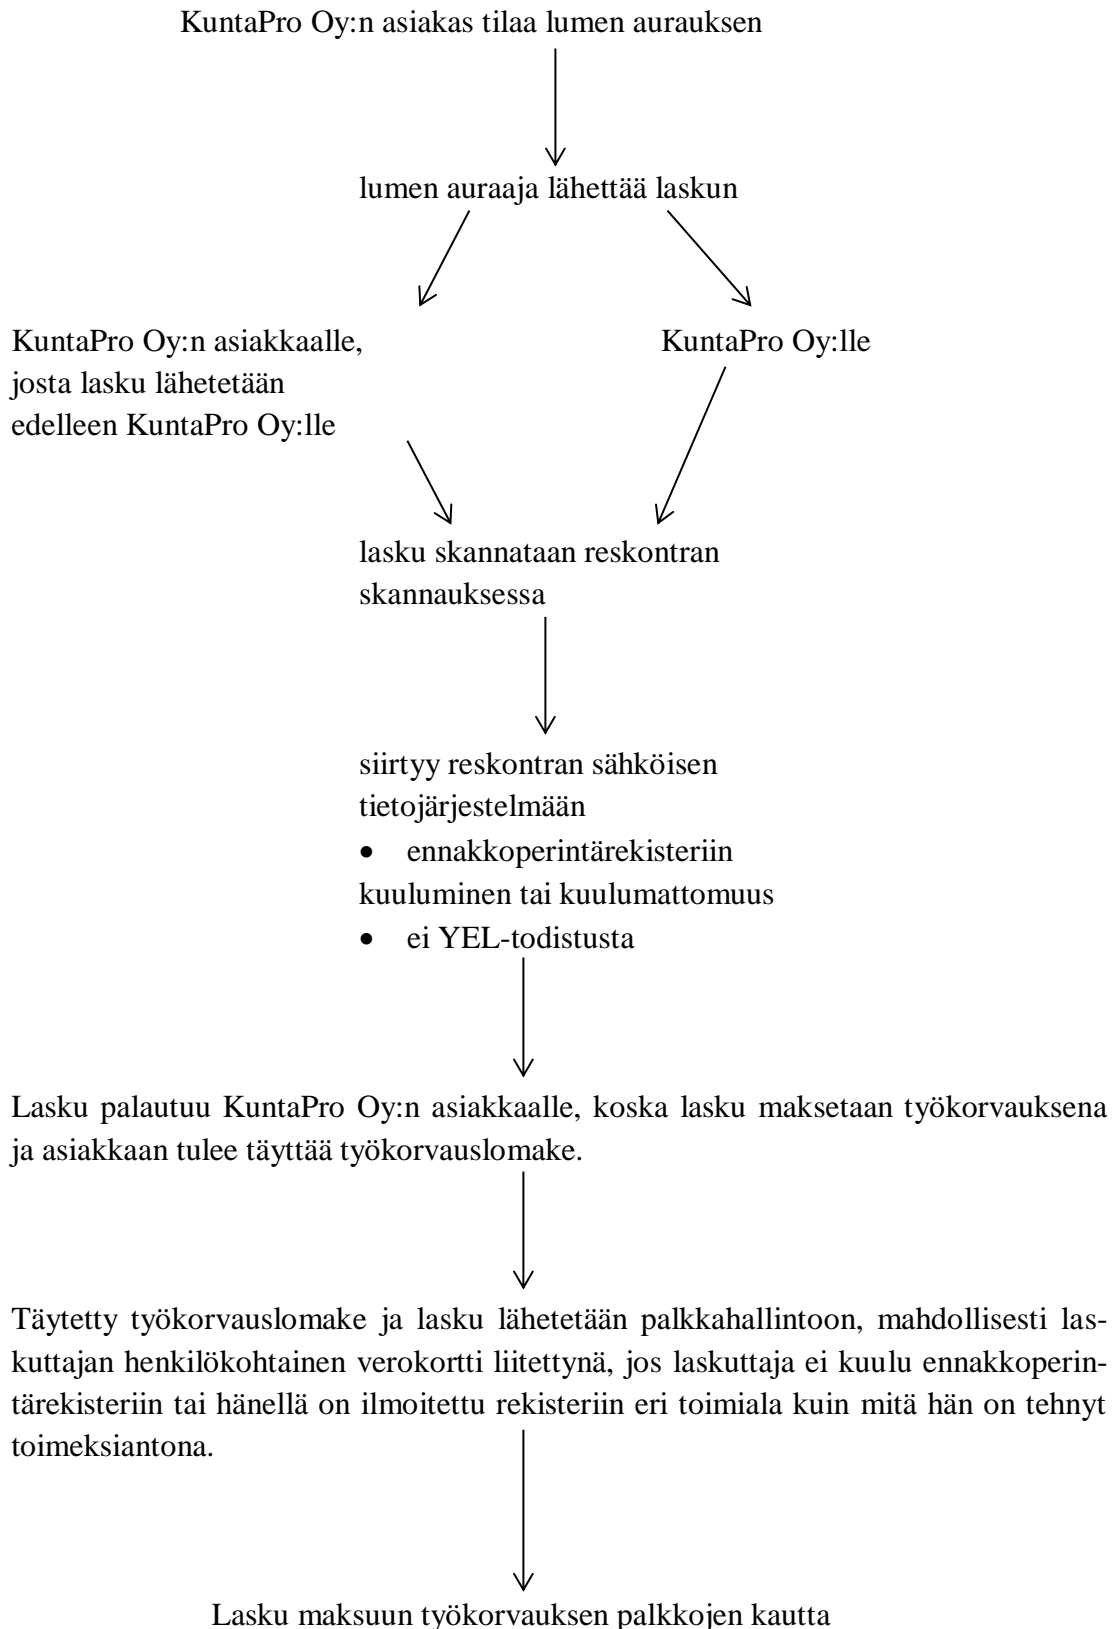 KuntaPro Oy:n asiakas tilaa lumen aurauksen
lumen auraaja lähettää laskun
KuntaPro Oy:n asiakkaalle,
josta lasku lähetetään
edelleen KuntaPro Oy:lle
KuntaPro Oy:lle
lasku skannataan reskontran
skannauksessa
siirtyy reskontran sähköisen
tietojärjestelmään
• ennakkoperintärekisteriin
kuuluminen tai kuulumattomuus
• ei YEL-todistusta
Lasku palautuu KuntaPro Oy:n asiakkaalle, koska lasku maksetaan työkorvauksena
ja asiakkaan tulee täyttää työkorvauslomake.
Täytetty työkorvauslomake ja lasku lähetetään palkkahallintoon, mahdollisesti las-
kuttajan henkilökohtainen verokortti liitettynä, jos laskuttaja ei kuulu ennakkoperin-
tärekisteriin tai hänellä on ilmoitettu rekisteriin eri toimiala kuin mitä hän on tehnyt
toimeksiantona.
Lasku maksuun työkorvauksen palkkojen kautta